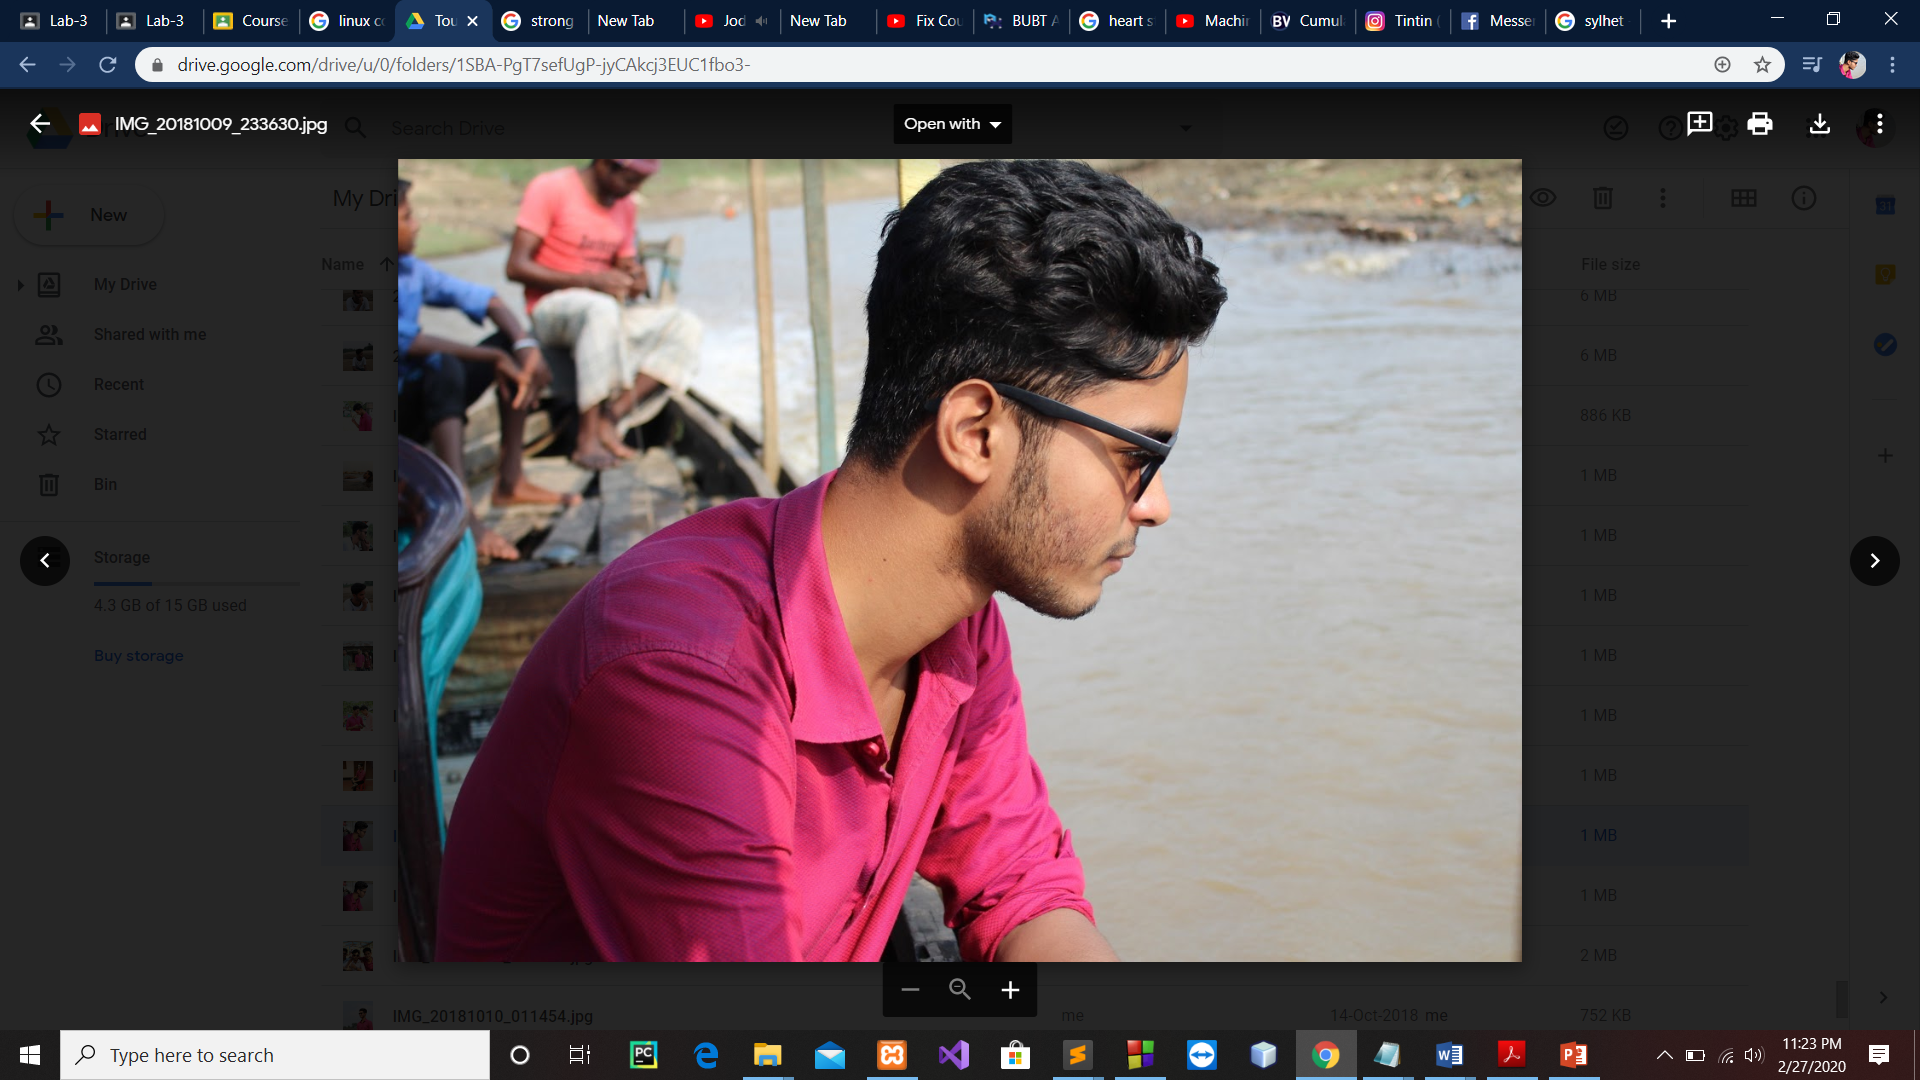 Lab-3
Lab-3
Course
linux co
Tou
strong
New Tab
Jod
New Tab
Fix Cou
BUBT A
heart s
Machin
Cumul
Tintin (
Messen
sylhet
drive.google.com/drive/u/0/folders/1SBA-PgT7sefUgP-jyCAkcj3EUC1fbo3-
IMG_20181009_233630.jpg
Search Drive
Open with
New
My Dri
Name
File size
My Drive
Shared with me
Recent
Starred
Bin
Storage
4.3 GB of 15 GB used
Buy storage
6 MB
6 MB
886 KB
1 MB
1 MB
1 MB
1 MB
1 MB
1 MB
1 MB
1 MB
2 MB
IMG_20181010_011454.jpg
me
14-Oct-2018 me
752 KB
Type here to search
11:23 PM
2/27/2020